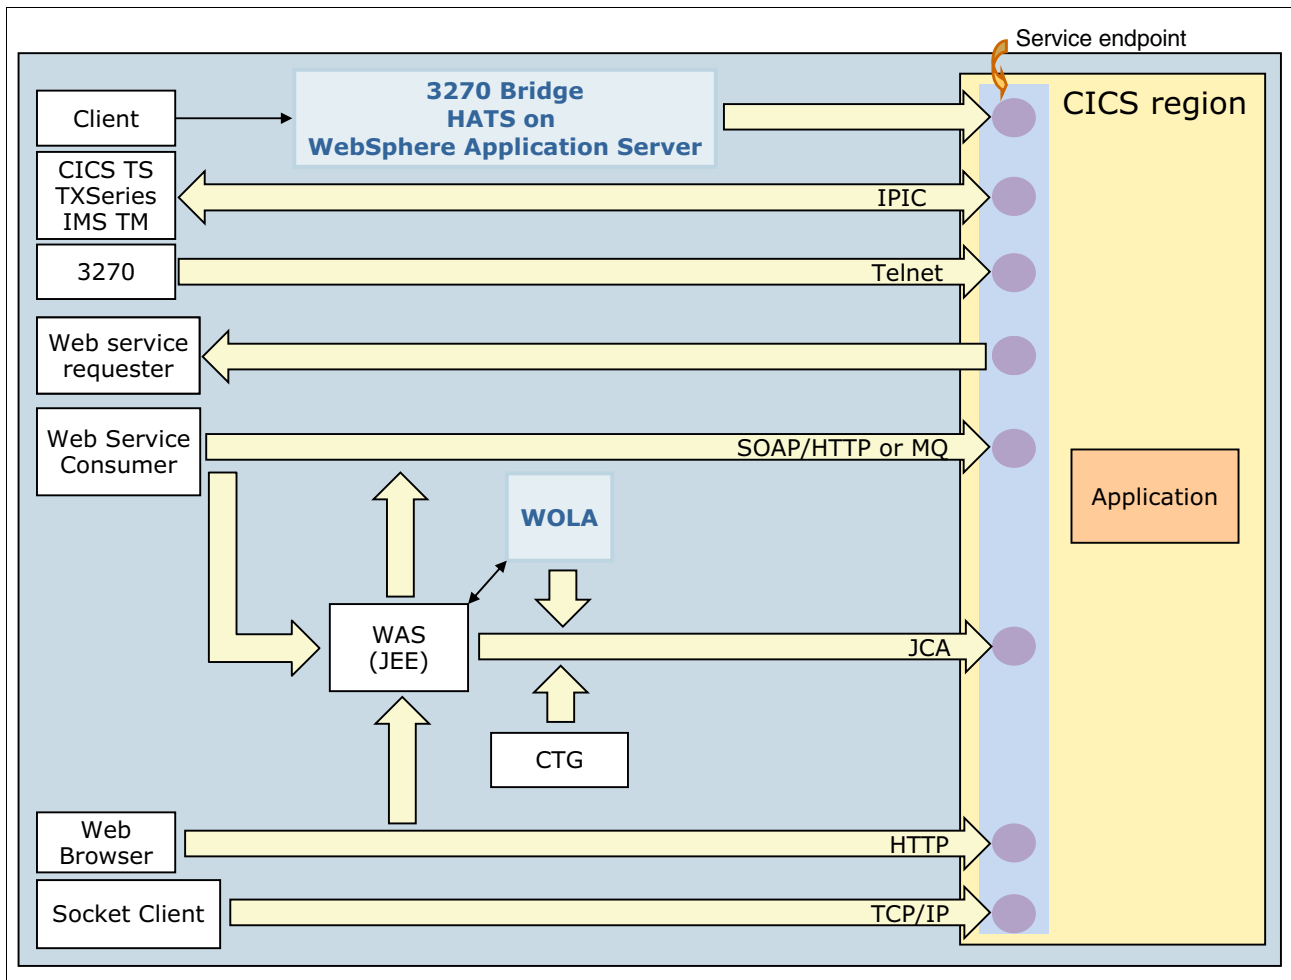 Service endpoint
CICS region
Client
3270 Bridge
HATS on
WebSphere Application Server
CICS TS
TXSeries
IMS TM
IPIC
3270
Telnet
Web service
requester
Web Service
Consumer
SOAP/HTTP or MQ
WOLA
Application
WAS
(JEE)
JCA
CTG
Web
Browser
HTTP
Socket Client
TCP/IP